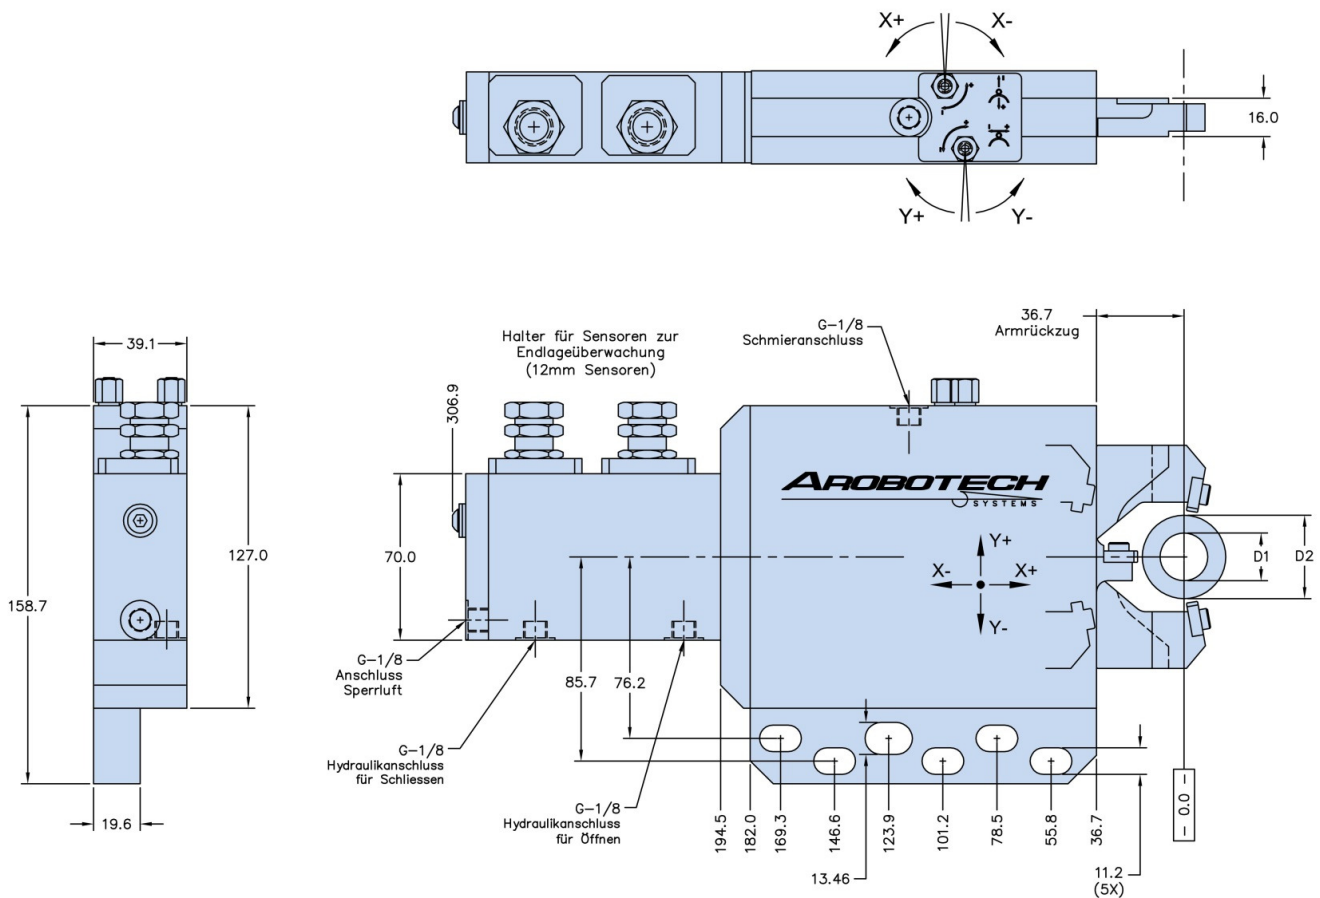 X+
X-
16.0
Y+
Y-
39.1
158.7
127.0
19.6
Halter für Sensoren zur
Endlageüberwachung
(12mm Sensoren)
G-1/8
Schmieranschluss
36.7
Armrückzug
306.9
70.0
AROBOTECH
SYSTEMS
Y+
X-
X+
Y-
D1
D2
G-1/8
Anschluss
Sperrluft
85.7
76.2
G-1/8
Hydraulikanschluss
für Schliessen
G-1/8
Hydraulikanschluss
für Öffnen
194.5
182.0
169.3
146.6
123.9
101.2
78.5
55.8
36.7
- 0.0 -
13.46
11.2
(5X)